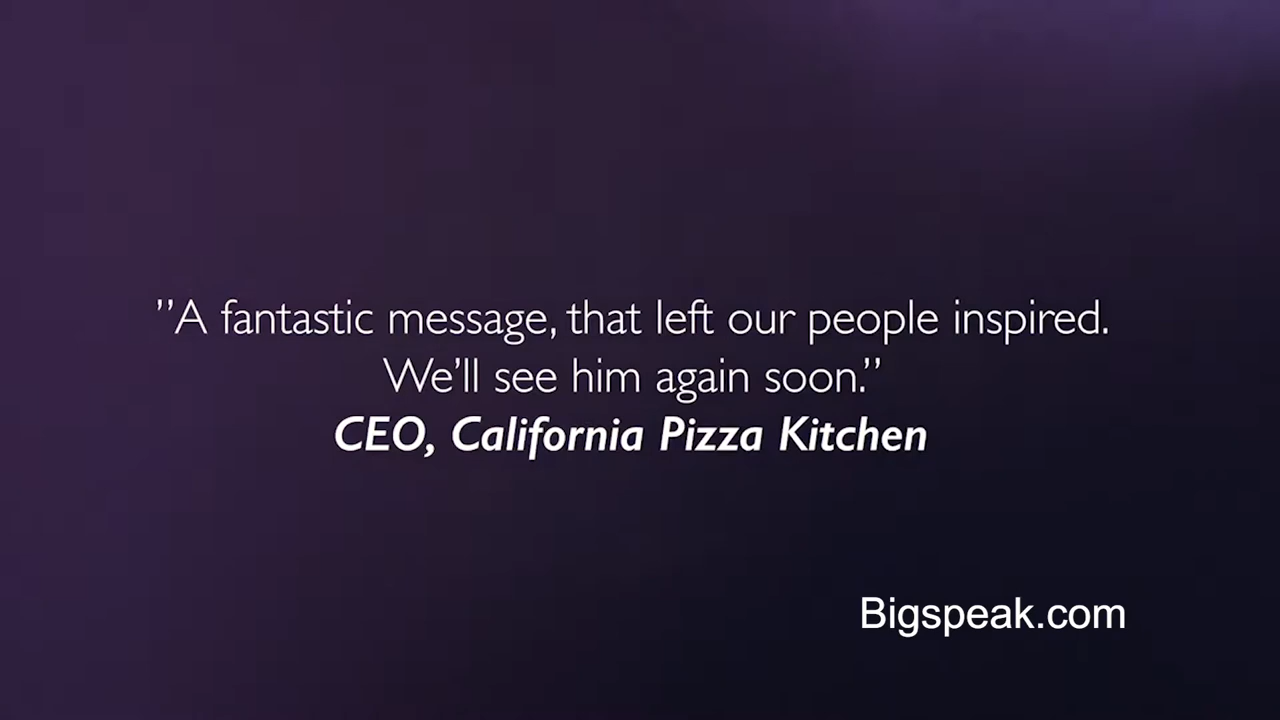 ”A fantastic message, that left our people inspired.
We’ll see him again soon.”
CEO, California Pizza Kitchen
Bigspeak.com